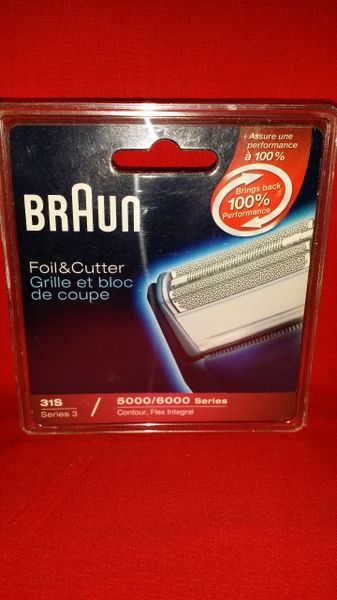 Assure une
performance
à 100%
Brings back
100%
Performance
BRAUN
Foil&Cutter
Grille et bloc
de coupe
31S
Series 3
/
5000/6000 Series
Contour, Flex Integral